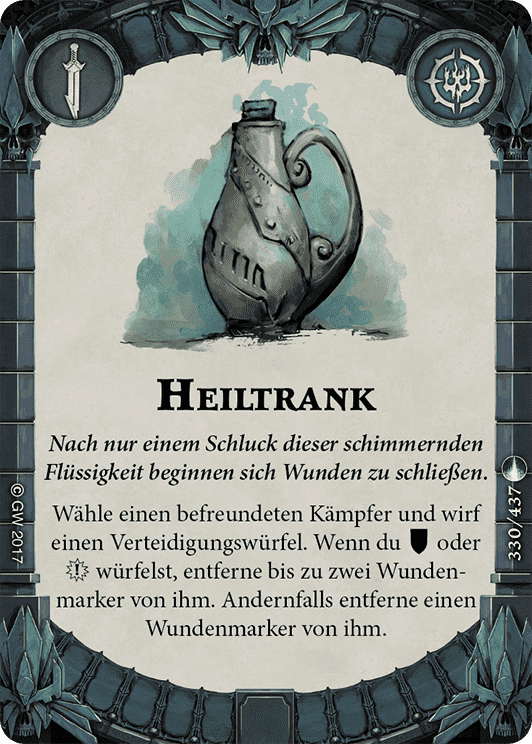 HEILTRANK
Nach nur einem Schluck dieser schimmernden
Flüssigkeit beginnen sich Wunden zu schließen.
Wähle einen befreundeten Kämpfer und wirf
einen Verteidigungswürfel. Wenn du oder
würfelst, entferne bis zu zwei Wunden-
marker von ihm. Andernfalls entferne einen
Wundenmarker von ihm.
© GW 2017
330/437